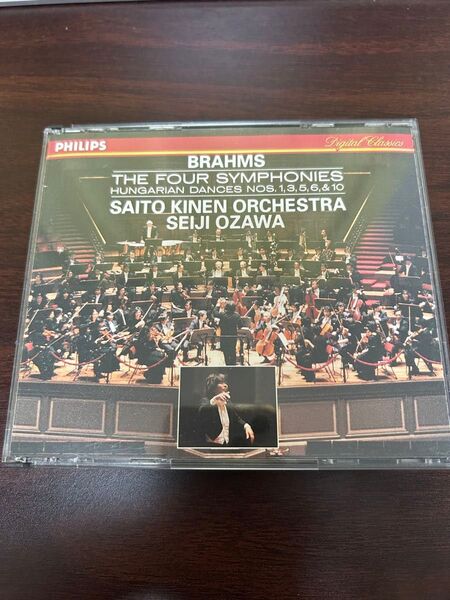 PHILIPS
Digital Classics
BRAHMS
THE FOUR SYMPHONIES
HUNGARIAN DANCES NOS. 1,3,5,6,& 10
SAITO KINEN ORCHESTRA
SEIJI OZAWA